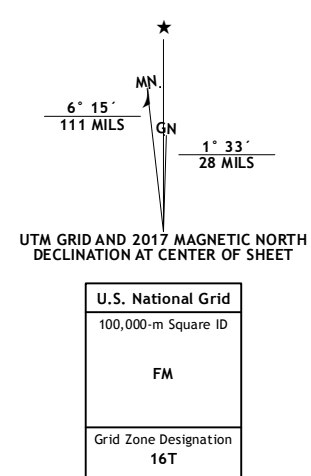 ★
MN.
6° 15´
111 MILS
GN
1° 33´
28 MILS
UTM GRID AND 2017 MAGNETIC NORTH
DECLINATION AT CENTER OF SHEET
U.S. National Grid
100,000-m Square ID
FM
Grid Zone Designation
16T